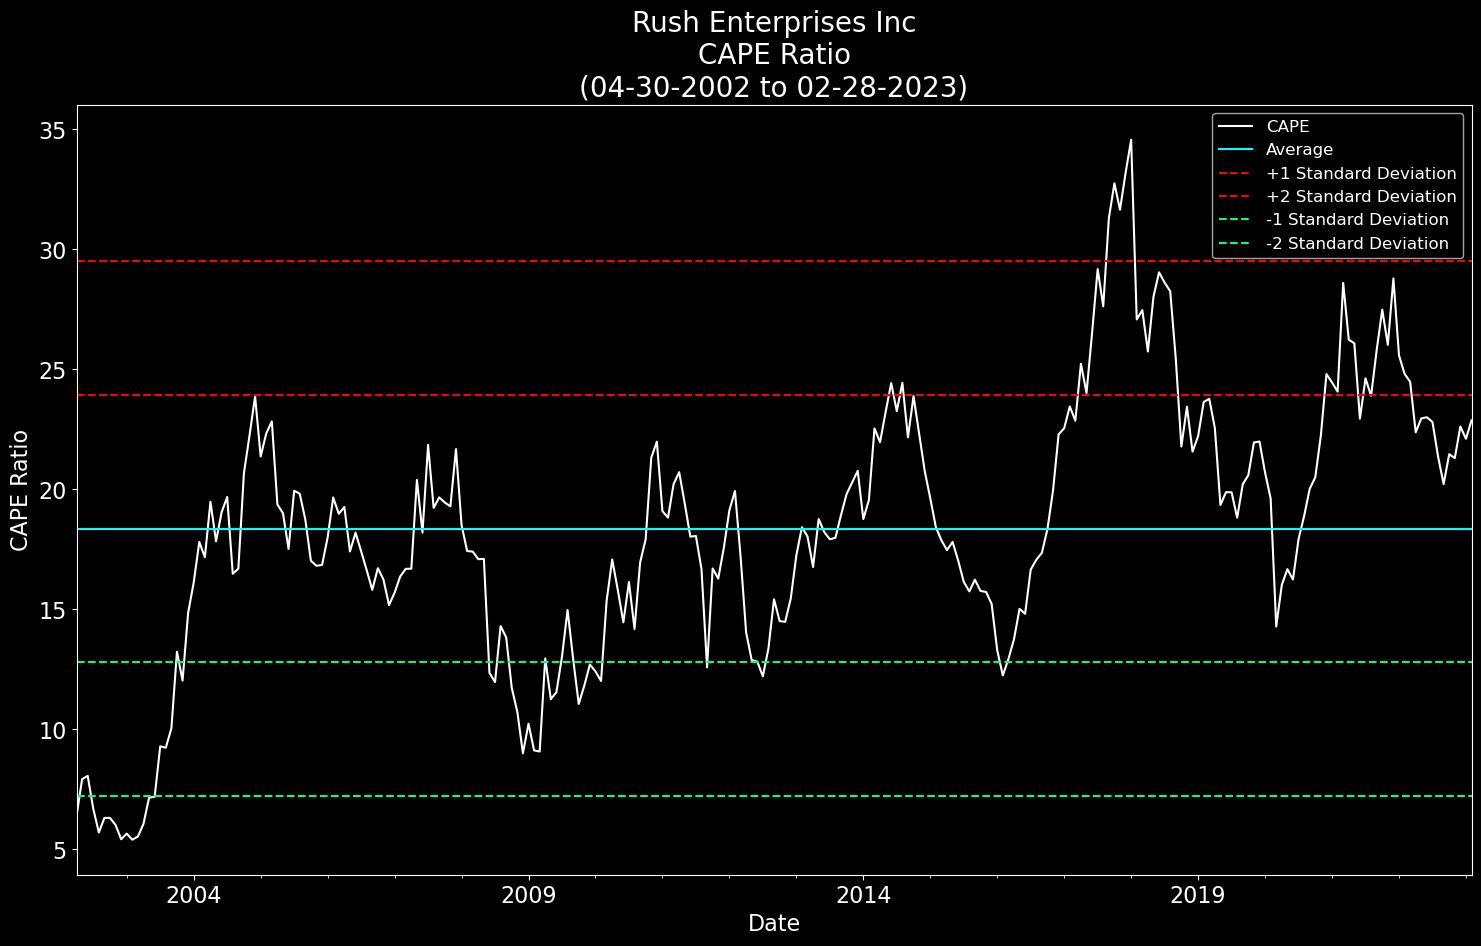 Rush Enterprises Inc
CAPE Ratio
(04-30-2002 to 02-28-2023)
CAPE
Average
+1 Standard Deviation
+2 Standard Deviation
-1 Standard Deviation
-2 Standard Deviation
CAPE Ratio
35
30
25
20
15
10
5
2004
2009
2014
2019
Date